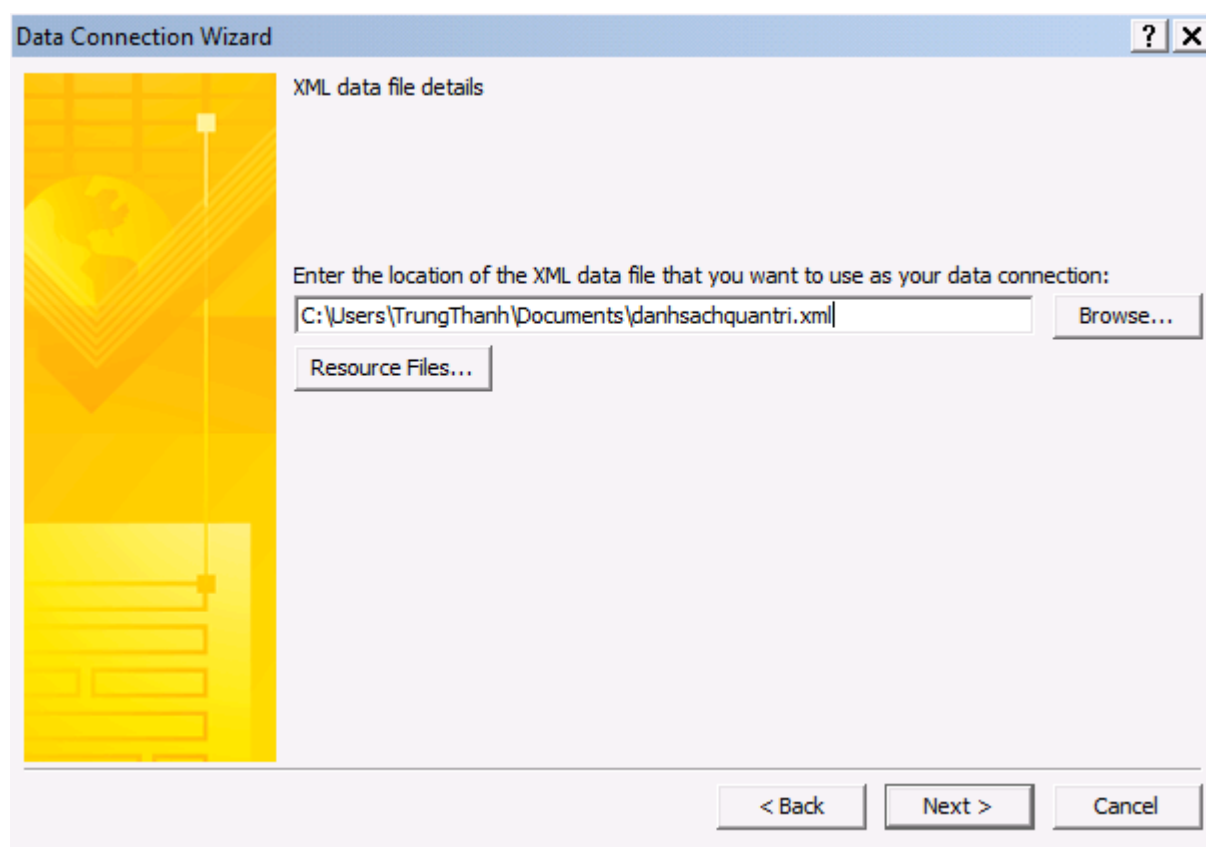 Data Connection Wizard
XML data file details
Enter the location of the XML data file that you want to use as your data connection:
C:\Users\TrungThanh\Documents\danhsachquantri.xml
Browse...
Resource Files...
< Back
Next >
Cancel